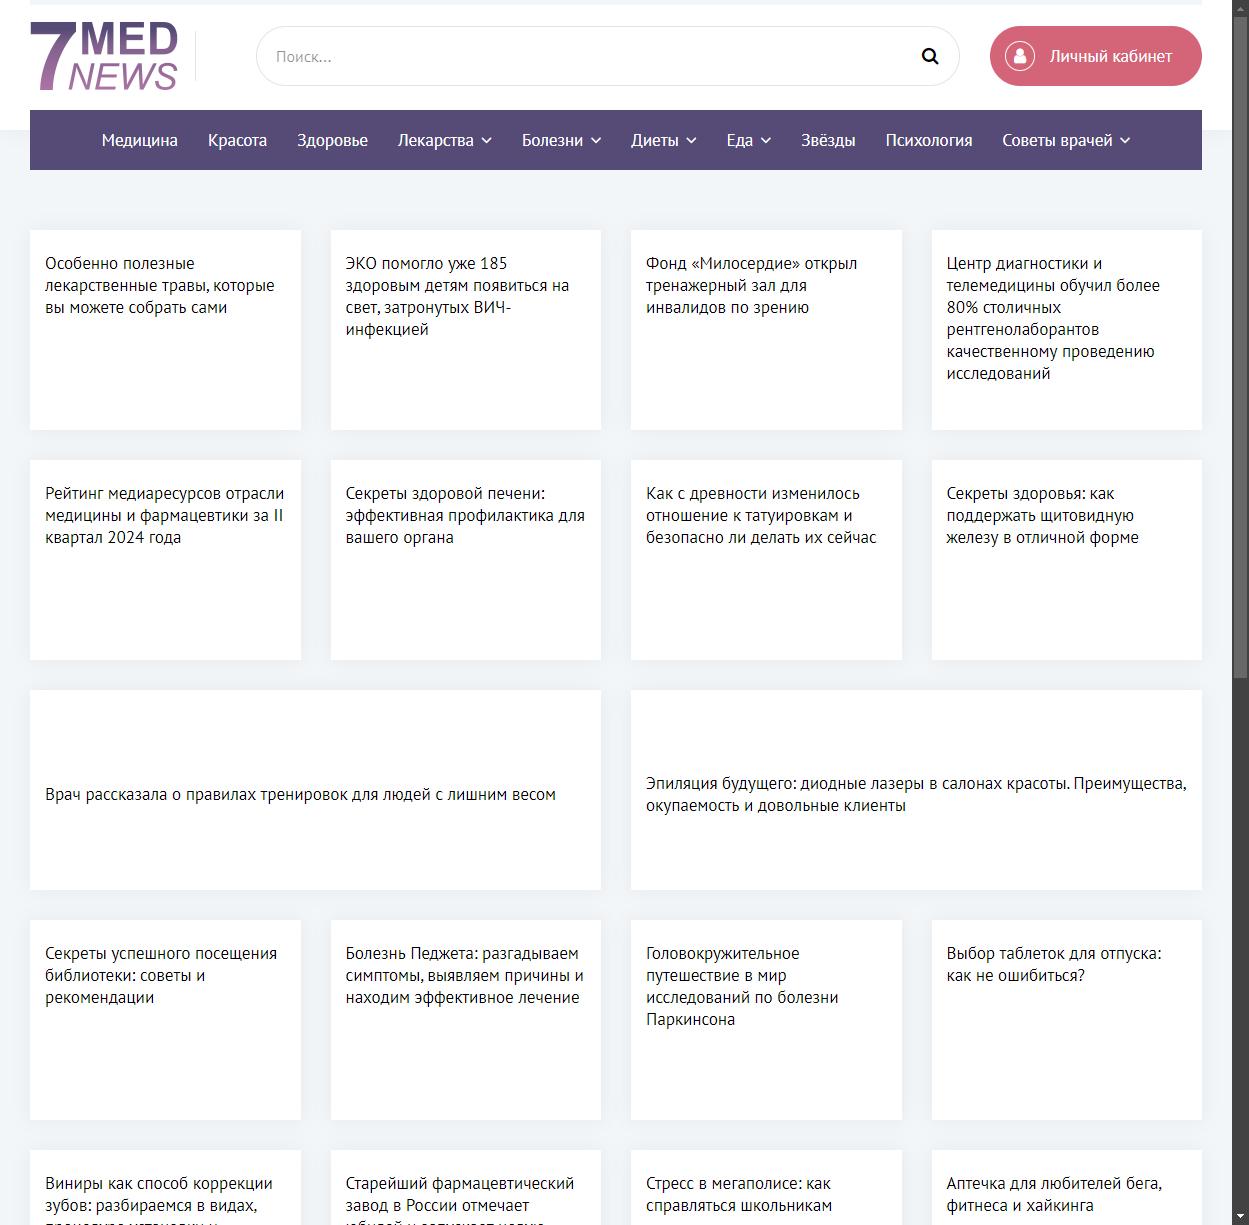 7MED
NEWS
Поиск...
Личный кабинет
Медицина Красота Здоровье Лекарства Болезни Диеты Еда Звёзды Психология Советы врачей
Особенно полезные
лекарственные травы, которые
вы можете собрать сами
ЭКО помогло уже 185
здоровым детям появиться на
свет, затронутых ВИЧ-
инфекцией
Фонд «Милосердие» открыл
тренажерный зал для
инвалидов по зрению
Центр диагностики и
телемедицины обучил более
80% столичных
рентгенолаборантов
качественному проведению
исследований
Рейтинг медиаресурсов отрасли
медицины и фармацевтики за II
квартал 2024 года
Секреты здоровой печени:
эффективная профилактика для
вашего органа
Как с древности изменилось
отношение к татуировкам и
безопасно ли делать их сейчас
Секреты здоровья: как
поддержать щитовидную
железу в отличной форме
Врач рассказала о правилах тренировок для людей с лишним весом
Эпиляция будущего: диодные лазеры в салонах красоты. Преимущества,
окупаемость и довольные клиенты
Секреты успешного посещения
библиотеки: советы и
рекомендации
Болезнь Педжета: разгадываем
симптомы, выявляем причины и
находим эффективное лечение
Головокружительное
путешествие в мир
исследований по болезни
Паркинсона
Выбор таблеток для отпуска:
как не ошибиться?
Виниры как способ коррекции
зубов: разбираемся в видах,
Старейший фармацевтический
завод в России отмечает
Стресс в мегаполисе: как
справляться школьникам
Аптечка для любителей бега,
фитнеса и хайкинга